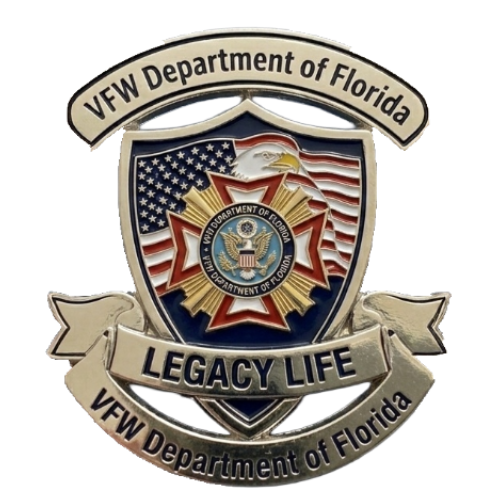 VFW Department of Florida
VFW DEPARTMENT OF FLORIDA
VFW DEPARTMENT OF FLORIDA
LEGACY LIFE
VFW Department of Florida